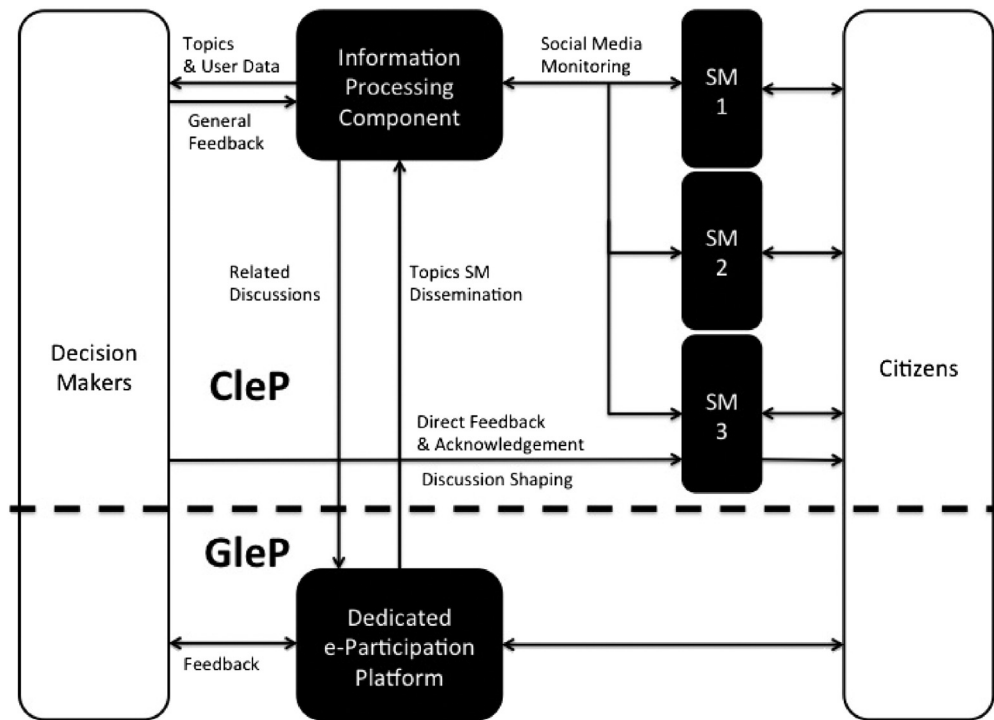 Topics
& User Data
General
Feedback
Information
Processing
Component
Social Media
Monitoring
SM
1
SM
2
SM
3
Related
Discussions
Topics SM
Dissemination
Decision
Makers
Citizens
CleP
Direct Feedback
& Acknowledgement
Discussion Shaping
GleP
Dedicated
e-Participation
Platform
Feedback